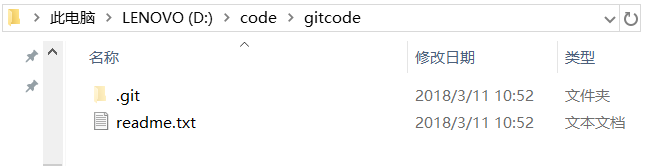 此电脑 > LENOVO (D:) > code > gitcode
名称 修改日期 类型
.git 2018/3/11 10:52 文件夹
readme.txt 2018/3/11 10:52 文本文档